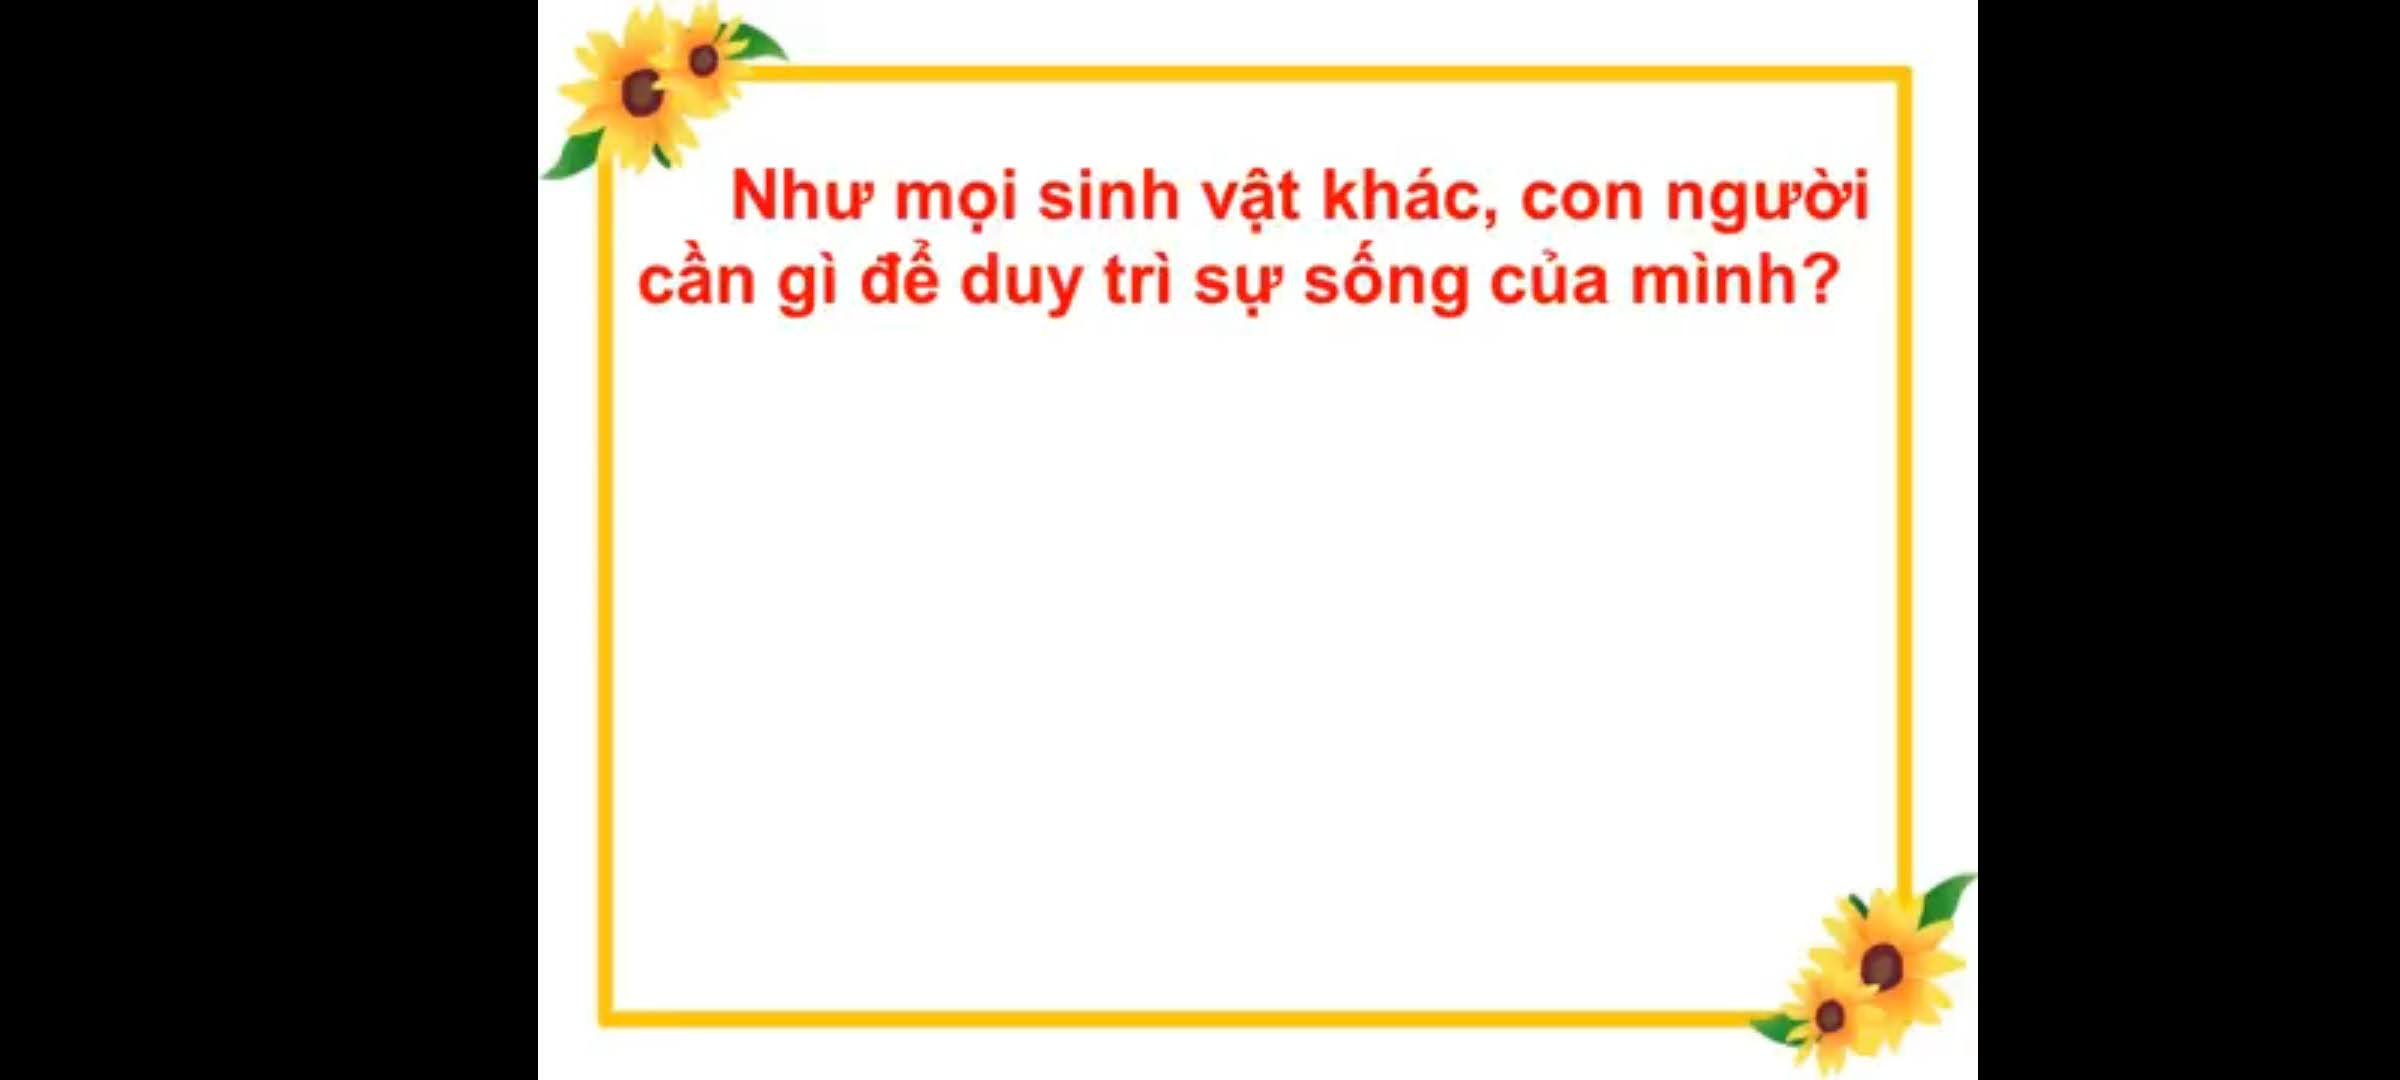 Như mọi sinh vật khác, con người
cần gì để duy trì sự sống của mình?